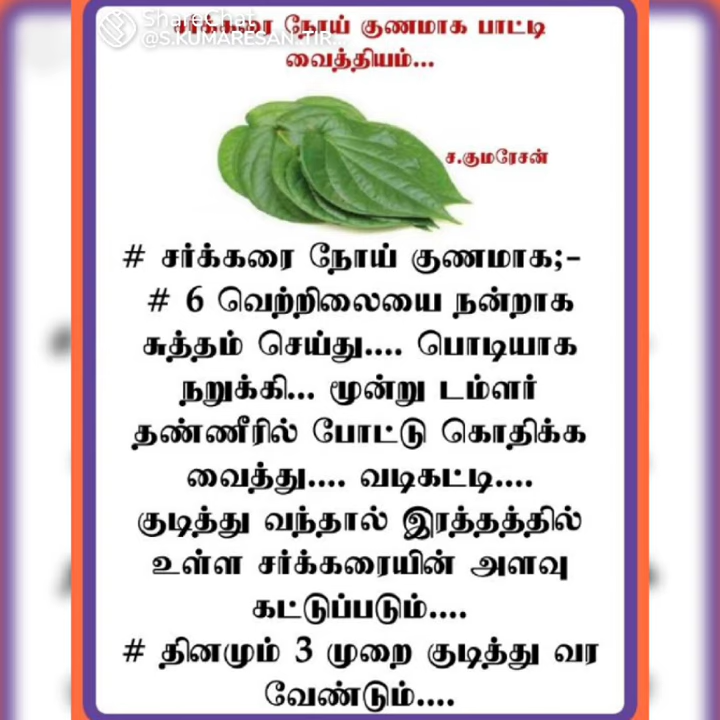 ShareChat
@S.KUMARESAN.TIR...
நோய் குணமாக பாட்டி
வைத்தியம்...
ச.குமரேசன்
# சர்க்கரை நோய் குணமாக;-
# 6 வெற்றிலையை நன்றாக
சுத்தம் செய்து.... பொடியாக
நறுக்கி... மூன்று டம்ளர்
தண்ணீரில் போட்டு கொதிக்க
வைத்து.... வடிகட்டி....
குடித்து வந்தால் இரத்தத்தில்
உள்ள சர்க்கரையின் அளவு
கட்டுப்படும்....
# தினமும் 3 முறை குடித்து வர
வேண்டும்....